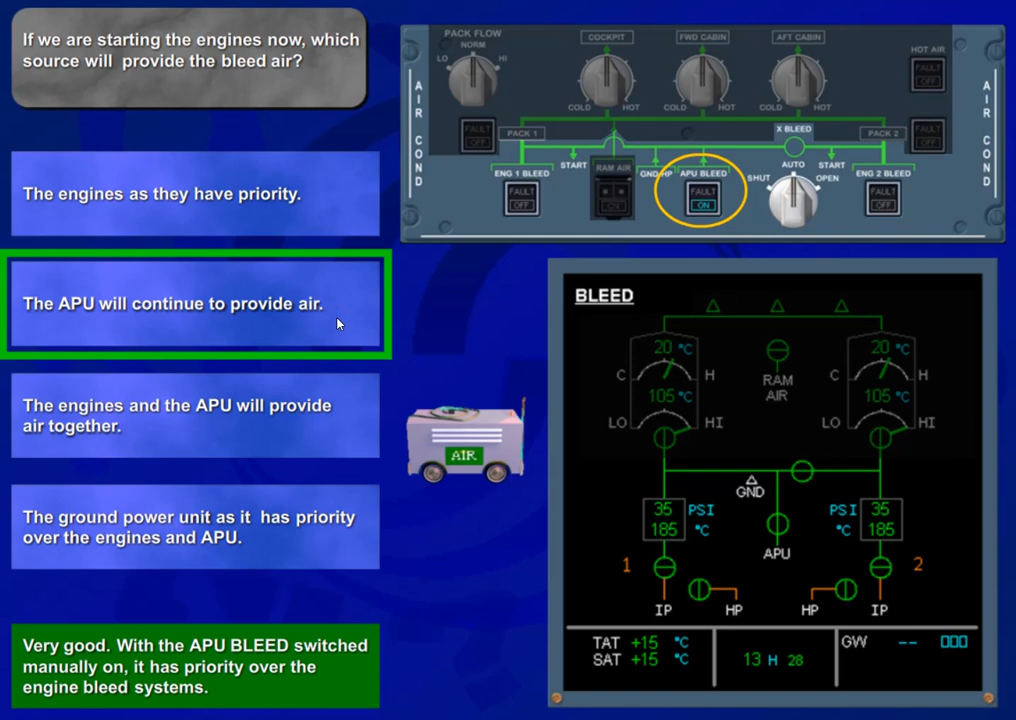 If we are starting the engines now, which
source will provide the bleed air?
The engines as they have priority.
The APU will continue to provide air.
The engines and the APU will provide
air together.
The ground power unit as it has priority
over the engines and APU.
Very good. With the APU BLEED switched
manually on, it has priority over the
engine bleed systems.
PACK FLOW
NORM
LO
HI
COCKPIT
FWD CABIN
AFT CABIN
HOT AIR
FAULT
OFF
COLD HOT
COLD HOT
COLD HOT
AIR COND
AIR COND
FAULT
OFF
PACK 1
X BLEED
PACK 2
FAULT
OFF
START
RAM AIR
GND HP
APU BLEED
AUTO
START
ENG 1 BLEED
SHUT
OPEN
ENG 2 BLEED
FAULT
OFF
ON
FAULT
ON
FAULT
OFF
AIR
BLEED
20 °C
20 °C
C
H
RAM
AIR
C
H
105 °C
105 °C
LO
HI
LO
HI
GND
35 PSI
185 °C
PSI 35
°C 185
APU
1
2
IP
HP
HP
IP
TAT +15 °C
SAT +15 °C
13 H 28
GW --